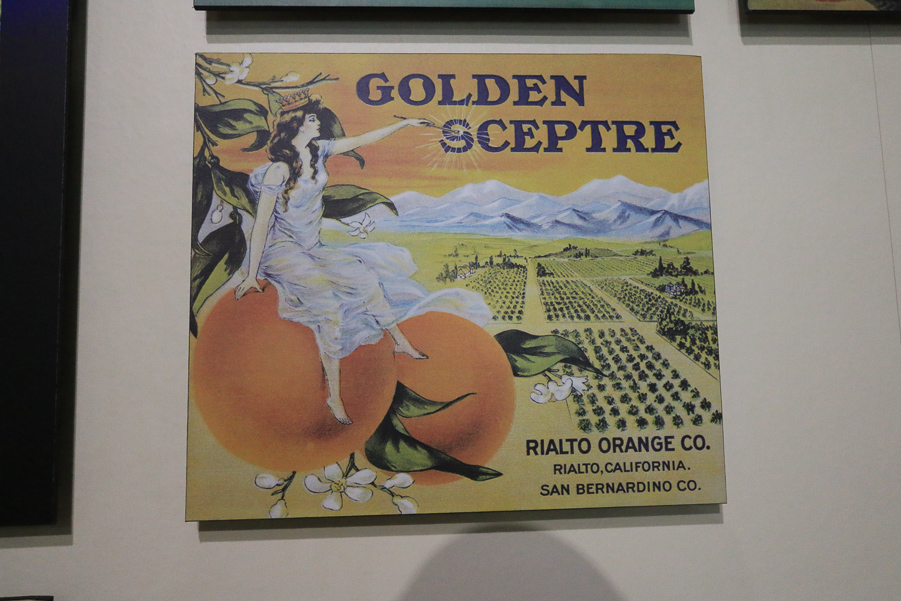 GOLDEN
SCEPTRE
RIALTO ORANGE CO.
RIALTO, CALIFORNIA.
SAN BERNARDINO CO.